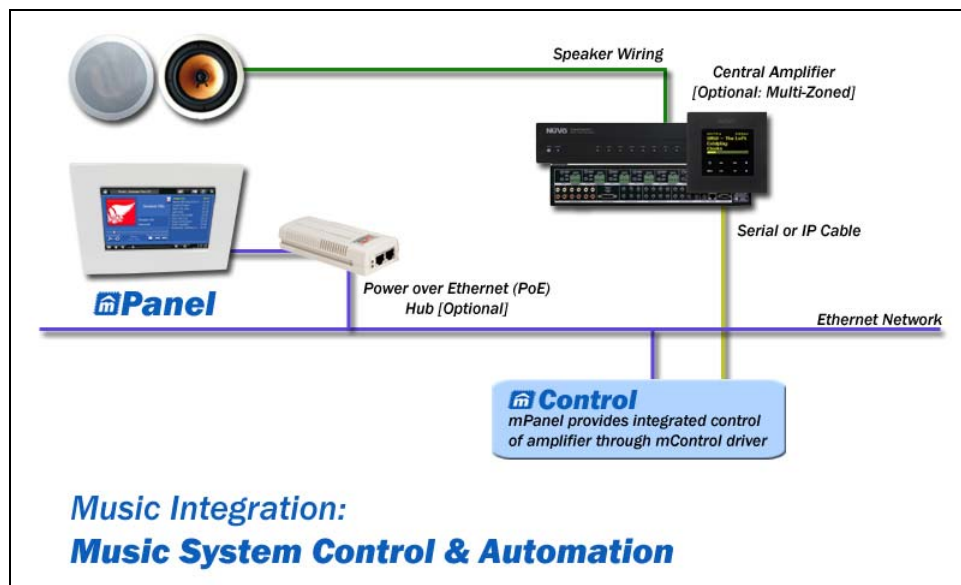 Speaker Wiring
Central Amplifier
[Optional: Multi-Zoned]
NUVO
Serial or IP Cable
Power over Ethernet (PoE)
Hub [Optional]
mPanel
Ethernet Network
mControl
mPanel provides integrated control
of amplifier through mControl driver
Music Integration:
Music System Control & Automation